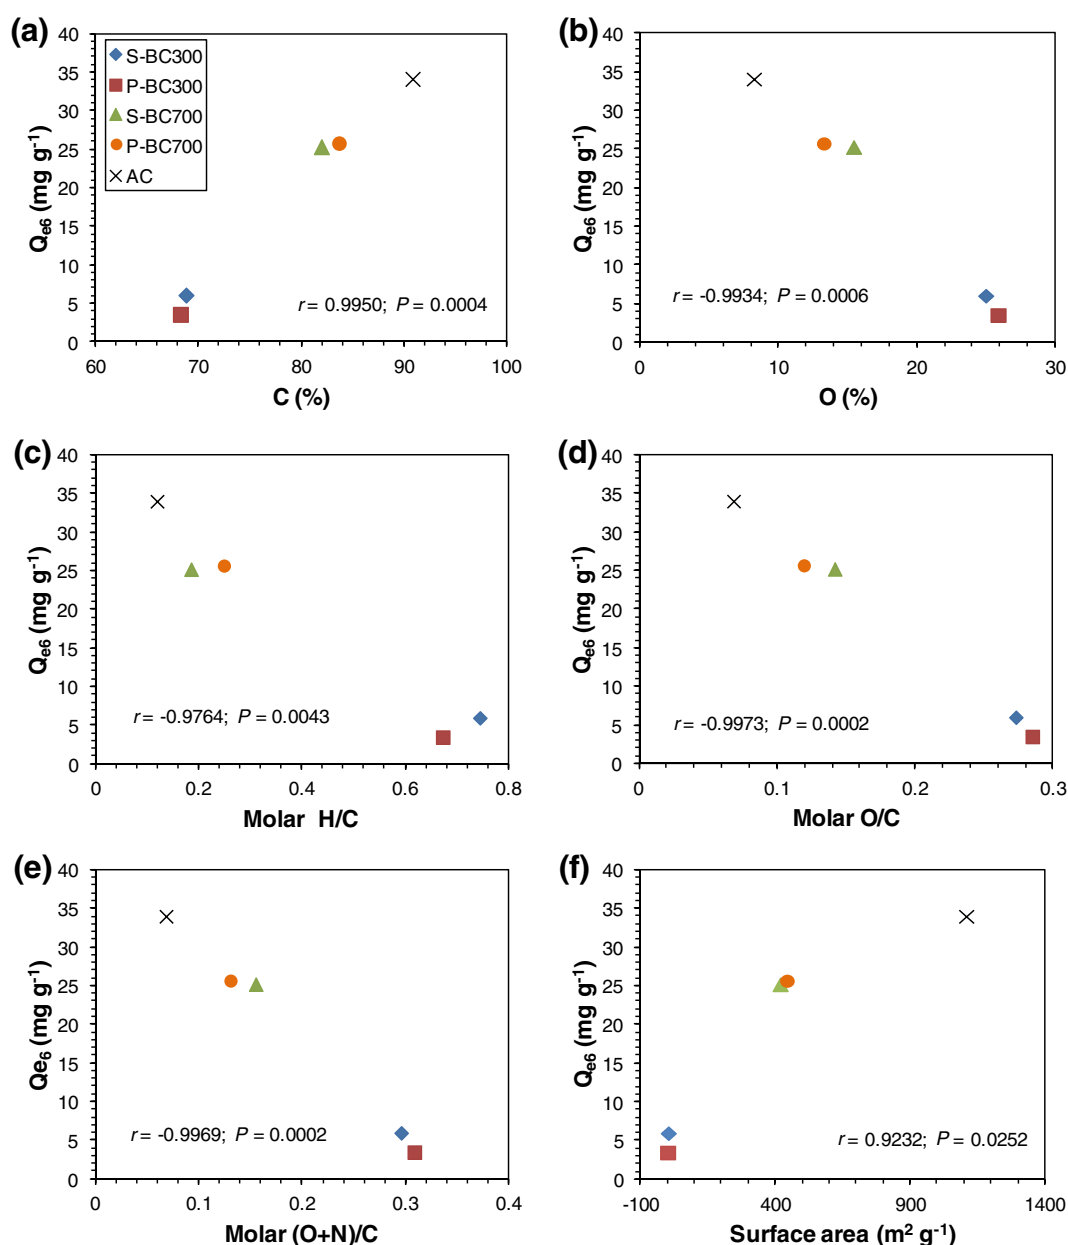 (a)
40
35
30
25
20
15
10
5
0
Qe6 (mg g-1)
S-BC300
P-BC300
S-BC700
P-BC700
AC
r = 0.9950; P = 0.0004
60 70 80 90 100
C (%)
(b)
40
35
30
25
20
15
10
5
0
Qe6 (mg g-1)
r = -0.9934; P = 0.0006
0 10 20 30
O (%)
(c)
40
35
30
25
20
15
10
5
0
Qe6 (mg g-1)
r = -0.9764; P = 0.0043
0 0.2 0.4 0.6 0.8
Molar H/C
(d)
40
35
30
25
20
15
10
5
0
Qe6 (mg g-1)
r = -0.9973; P = 0.0002
0 0.1 0.2 0.3
Molar O/C
(e)
40
35
30
25
20
15
10
5
0
Qe6 (mg g-1)
r = -0.9969; P = 0.0002
0 0.1 0.2 0.3 0.4
Molar (O+N)/C
(f)
40
35
30
25
20
15
10
5
0
Qe6 (mg g-1)
r = 0.9232; P = 0.0252
-100 400 900 1400
Surface area (m2 g-1)